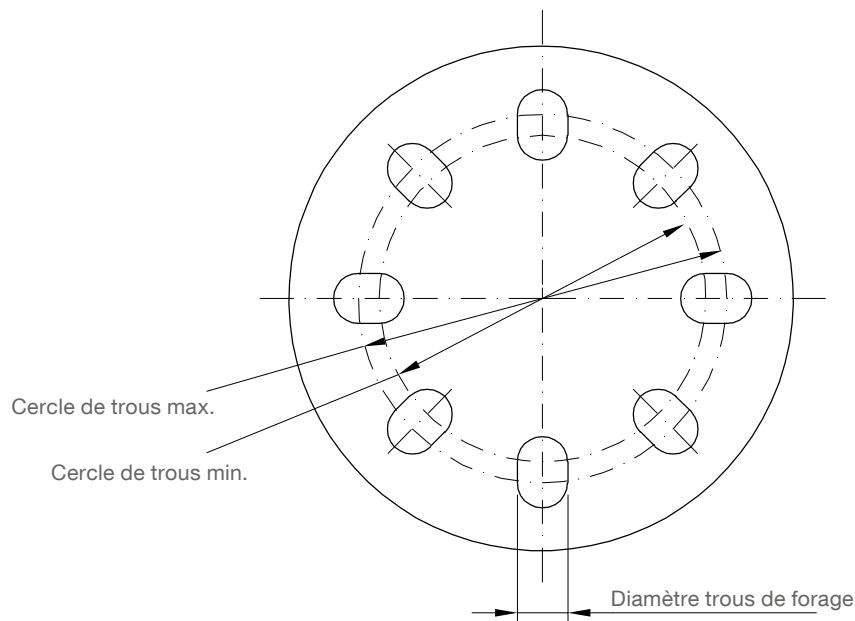 Cercle de trous max.
Cercle de trous min.
Diamètre trous de forage